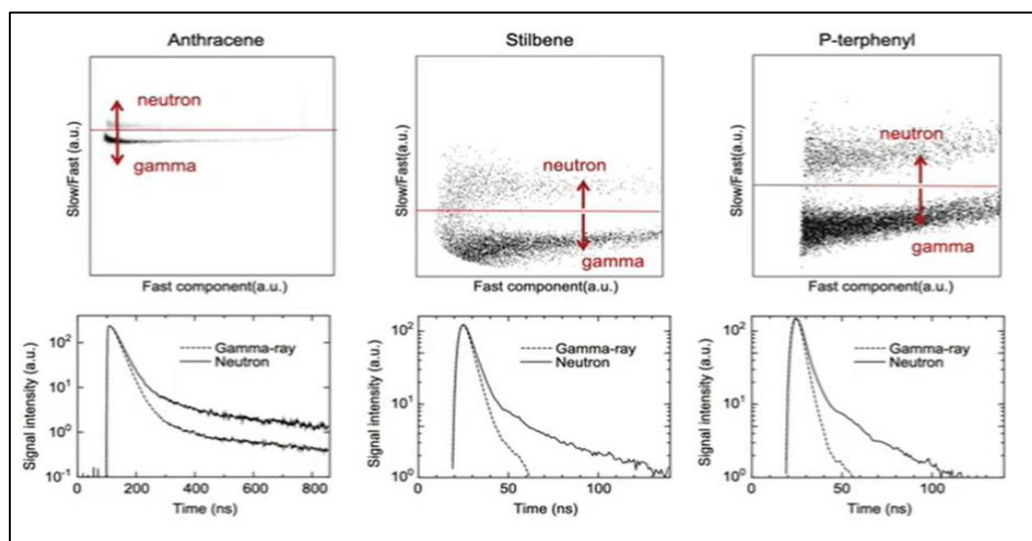 Anthracene
Slow/Fast (a.u.)
neutron
gamma
Fast component(a.u.)
Stilbene
Slow/Fast(a.u.)
neutron
gamma
Fast component(a.u.)
P-terphenyl
Slow/Fast(a.u.)
neutron
gamma
Fast component(a.u.)
Signal intensity (a.u.)
10²
10¹
10⁰
10⁻¹
Gamma-ray
Neutron
0 200 400 600 800
Time (ns)
Signal intensity (a.u.)
10²
10¹
10⁰
Gamma-ray
Neutron
0 50 100
Time (ns)
Signal intensity (a.u.)
10²
10¹
10⁰
Gamma-ray
Neutron
0 50 100
Time (ns)